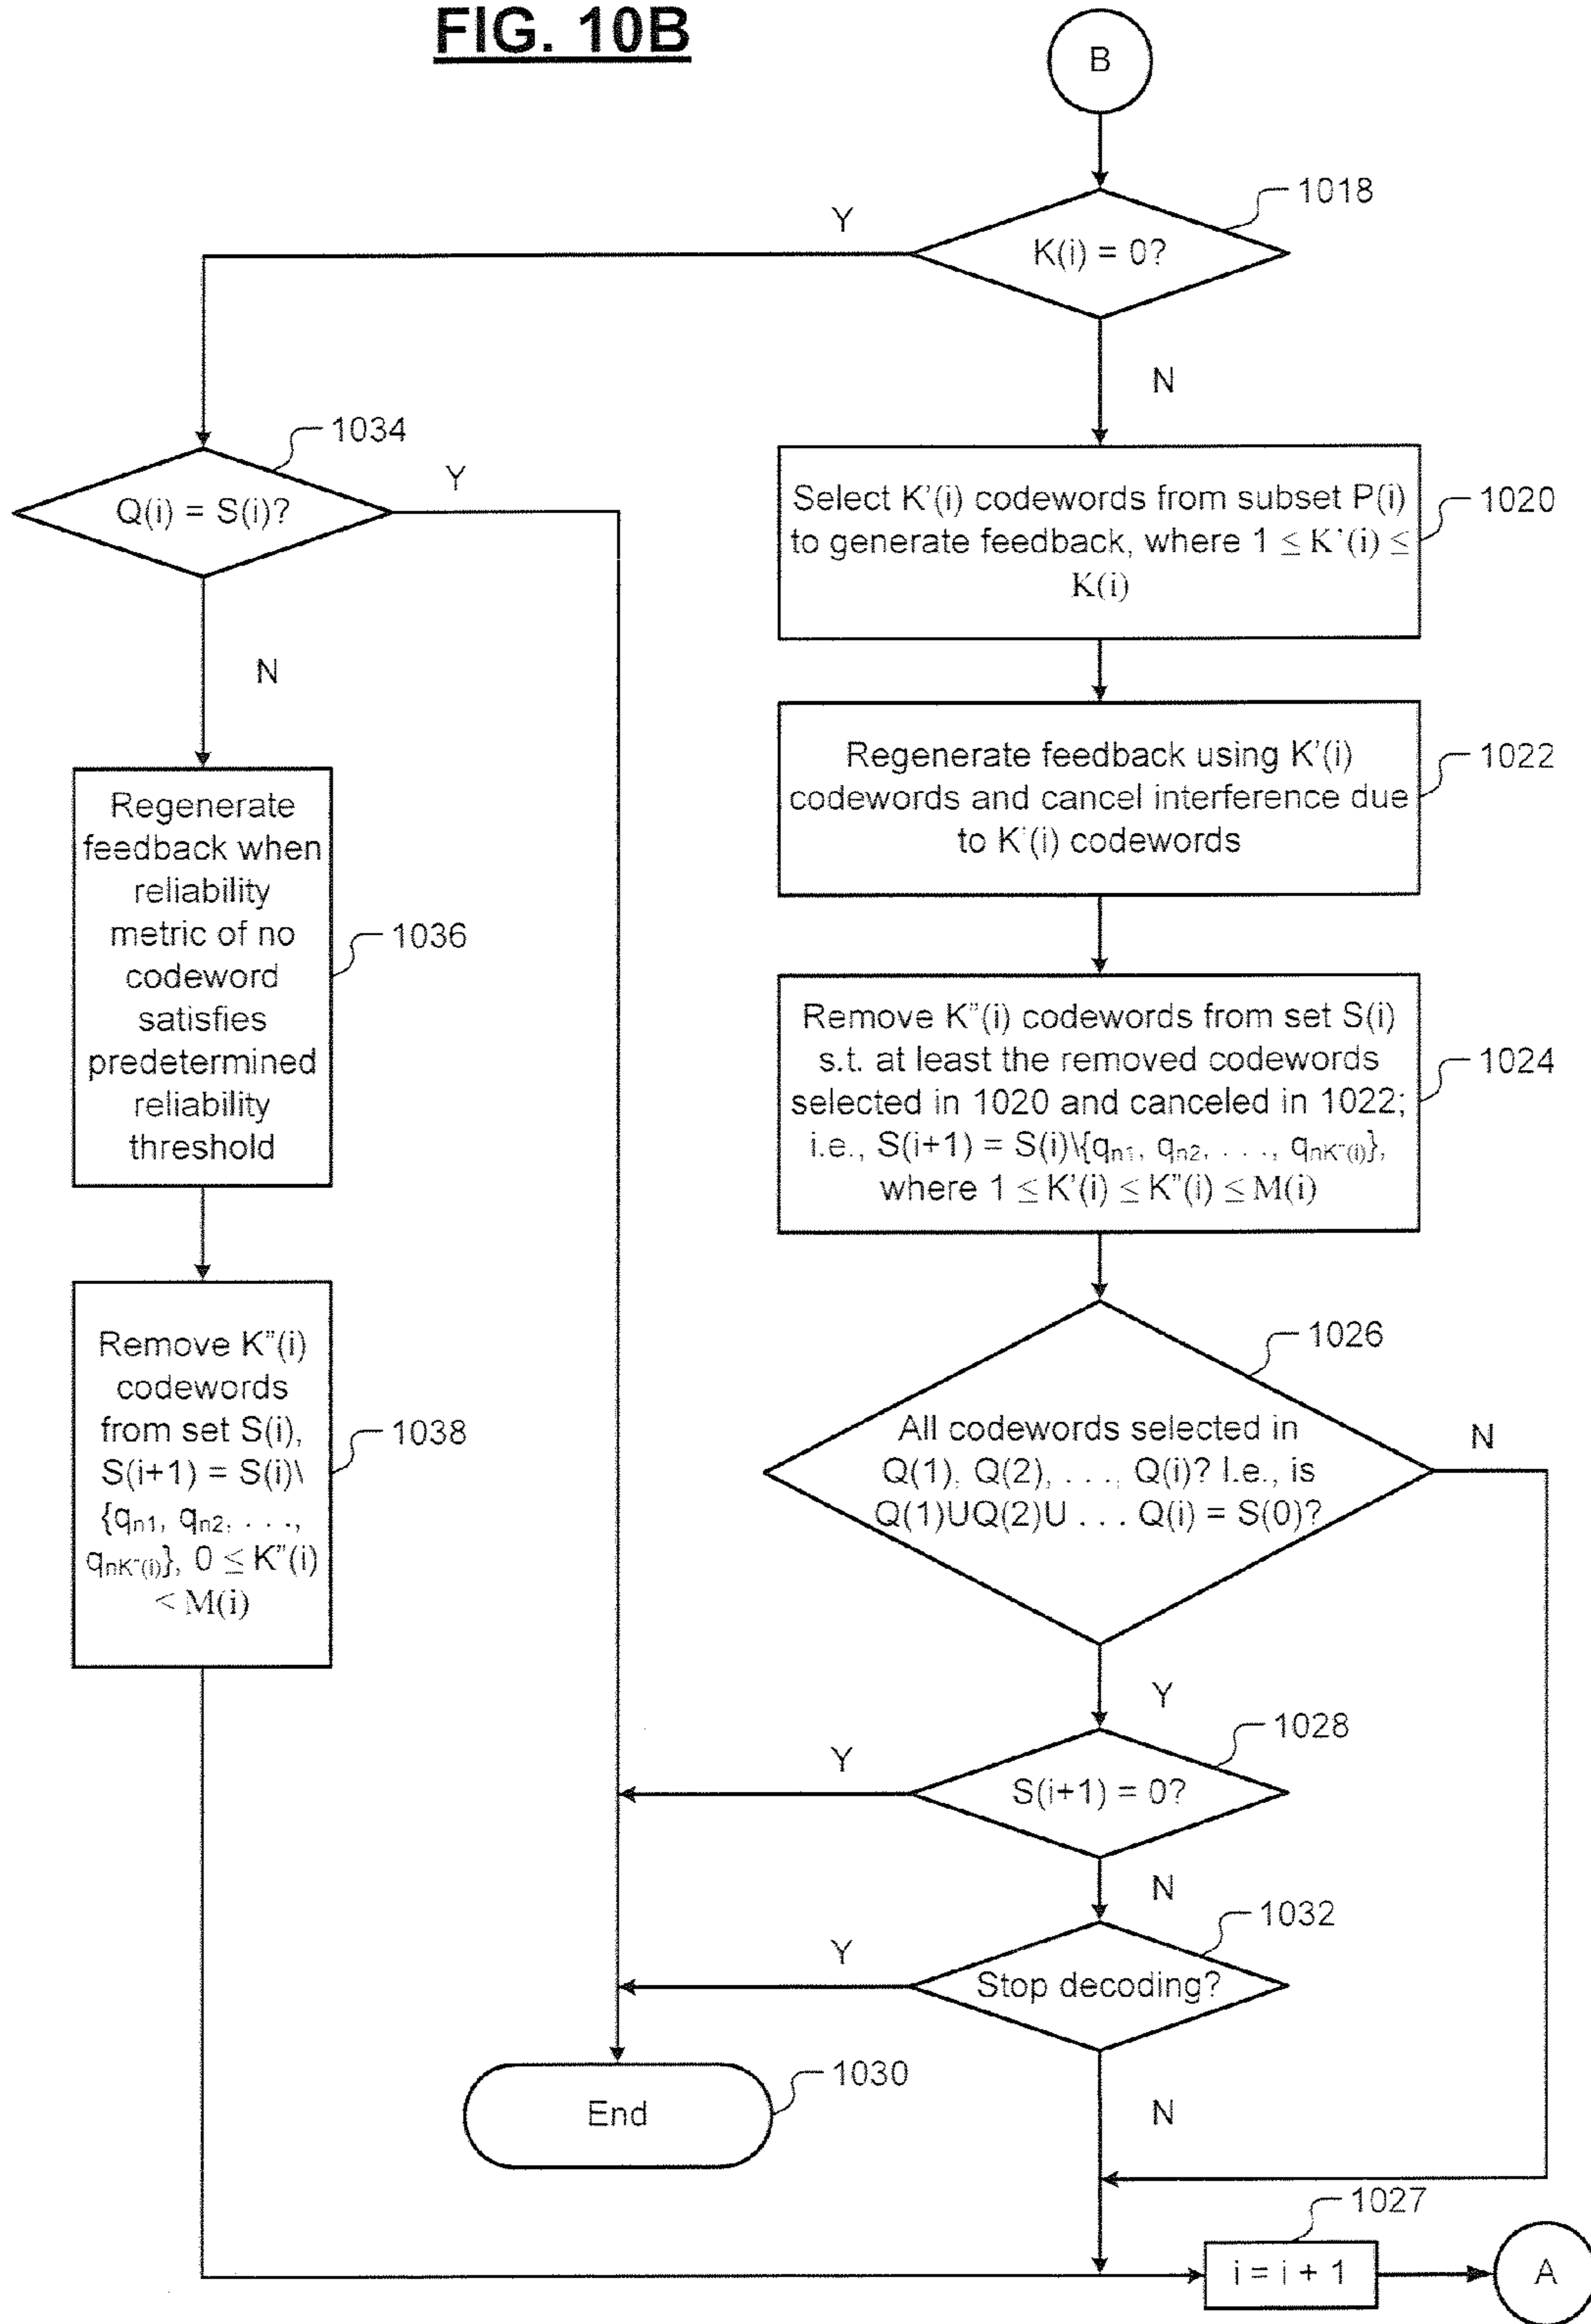 FIG. 10B
B
1018
Y
K(i) = 0?
N
1034
Y
Q(i) = S(i)?
N
Select K'(i) codewords from subset P(i)
to generate feedback, where 1 ≤ K'(i) ≤
K(i)
1020
Regenerate feedback using K'(i)
codewords and cancel interference due
to K'(i) codewords
1022
Regenerate
feedback when
reliability
metric of no
codeword
satisfies
predetermined
reliability
threshold
1036
Remove K"(i) codewords from set S(i)
s.t. at least the removed codewords
selected in 1020 and canceled in 1022;
i.e., S(i+1) = S(i)\{qn1, qn2, . . ., qnK"(i)},
where 1 ≤ K'(i) ≤ K"(i) ≤ M(i)
1024
Remove K"(i)
codewords
from set S(i),
S(i+1) = S(i)\
{qn1, qn2, . . .,
qnK"(i)}, 0 ≤ K"(i)
< M(i)
1038
1026
All codewords selected in
Q(1), Q(2), . . ., Q(i)? I.e., is
Q(1)UQ(2)U . . . Q(i) = S(0)?
N
Y
1028
Y
S(i+1) = 0?
N
1032
Y
Stop decoding?
1030
End
N
1027
i = i + 1
A